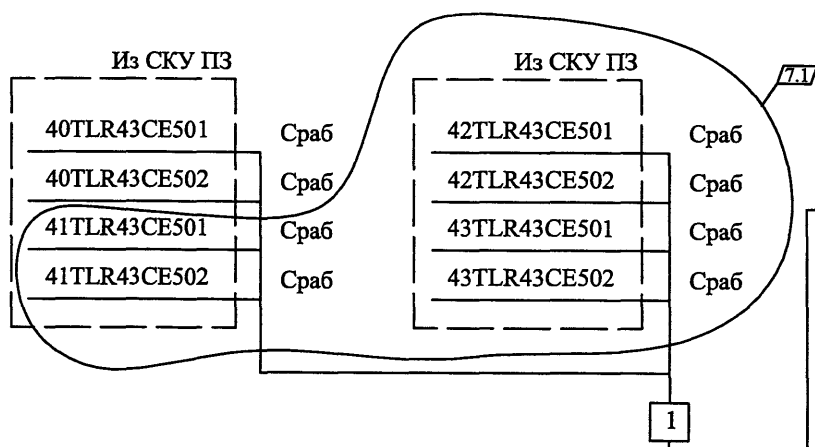 Из СКУ ПЗ
40TLR43CE501 Сраб
40TLR43CE502 Сраб
41TLR43CE501 Сраб
41TLR43CE502 Сраб
Из СКУ ПЗ
42TLR43CE501 Сраб
42TLR43CE502 Сраб
43TLR43CE501 Сраб
43TLR43CE502 Сраб
7.1
1